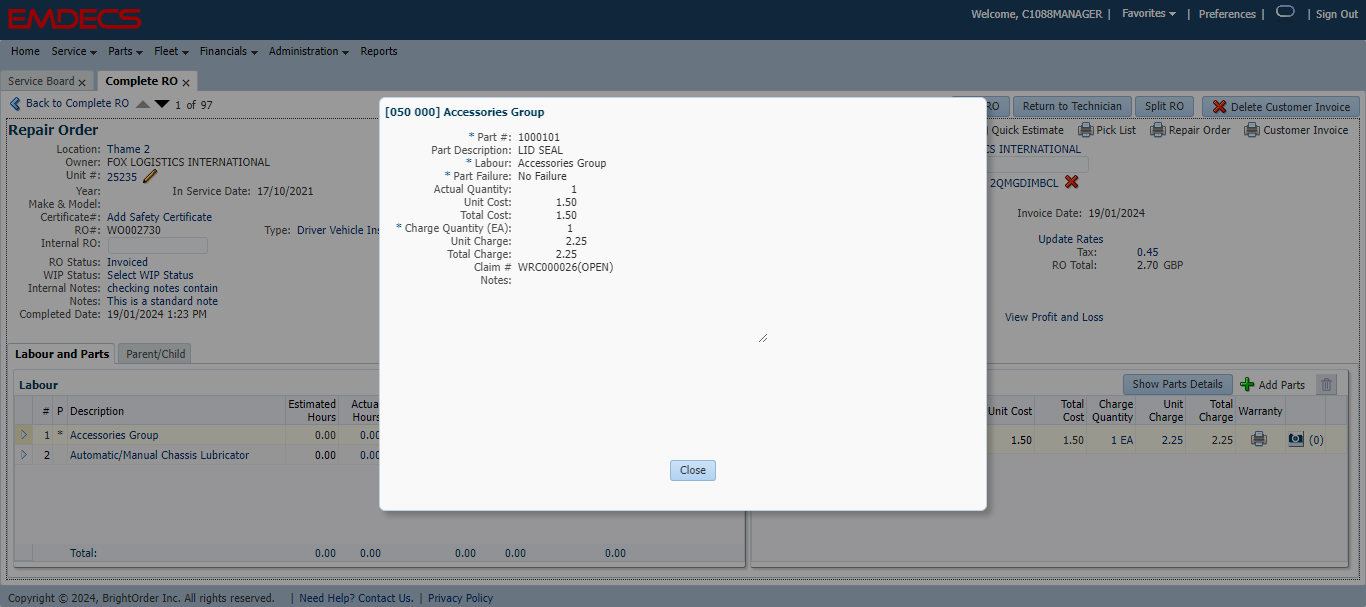 EMDECS
Welcome, C1088MANAGER | Favorites | Preferences | | Sign Out
Home Service Parts Fleet Financials Administration Reports
Service Board x Complete RO x
Back to Complete RO 1 of 97
RO Return to Technician Split RO Delete Customer Invoice
Repair Order
Quick Estimate Pick List Repair Order Customer Invoice
Location: Thame 2
Owner: FOX LOGISTICS INTERNATIONAL
Unit #: 25235
Year: In Service Date: 17/10/2021
Make & Model:
Certificate#: Add Safety Certificate
RO#: WO002730 Type: Driver Vehicle Ins
Internal RO:
RO Status: Invoiced
WIP Status: Select WIP Status
Internal Notes: checking notes contain
Notes: This is a standard note
Completed Date: 19/01/2024 1:23 PM
CS INTERNATIONAL
2QMGDIMBCL
Invoice Date: 19/01/2024
Update Rates
Tax: 0.45
RO Total: 2.70 GBP
View Profit and Loss
[050 000] Accessories Group
* Part #: 1000101
Part Description: LID SEAL
* Labour: Accessories Group
* Part Failure: No Failure
Actual Quantity: 1
Unit Cost: 1.50
Total Cost: 1.50
* Charge Quantity (EA): 1
Unit Charge: 2.25
Total Charge: 2.25
Claim # WRC000026(OPEN)
Notes:
Close
Labour and Parts Parent/Child
Labour
# P Description Estimated Hours Actua Hours
1 * Accessories Group 0.00 0.00
2 Automatic/Manual Chassis Lubricator 0.00 0.00
Total: 0.00 0.00 0.00 0.00 0.00
Show Parts Details Add Parts
Unit Cost Total Cost Charge Quantity Unit Charge Total Charge Warranty
1.50 1.50 1 EA 2.25 2.25 (0)
Copyright © 2024, BrightOrder Inc. All rights reserved. | Need Help? Contact Us. | Privacy Policy